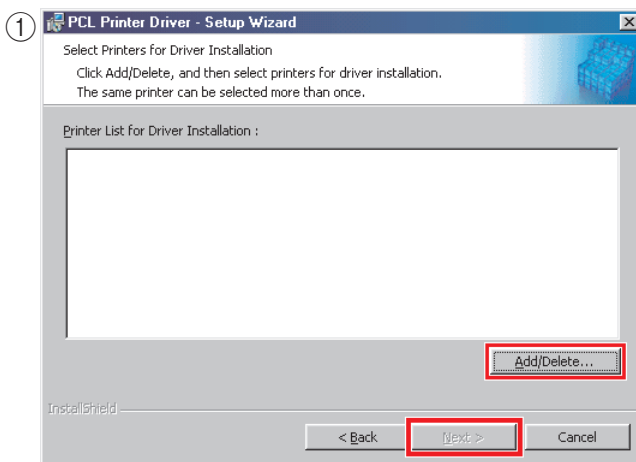 ①
PCL Printer Driver - Setup Wizard
Select Printers for Driver Installation
Click Add/Delete, and then select printers for driver installation.
The same printer can be selected more than once.
Printer List for Driver Installation :
Add/Delete...
InstallShield
< Back Next > Cancel